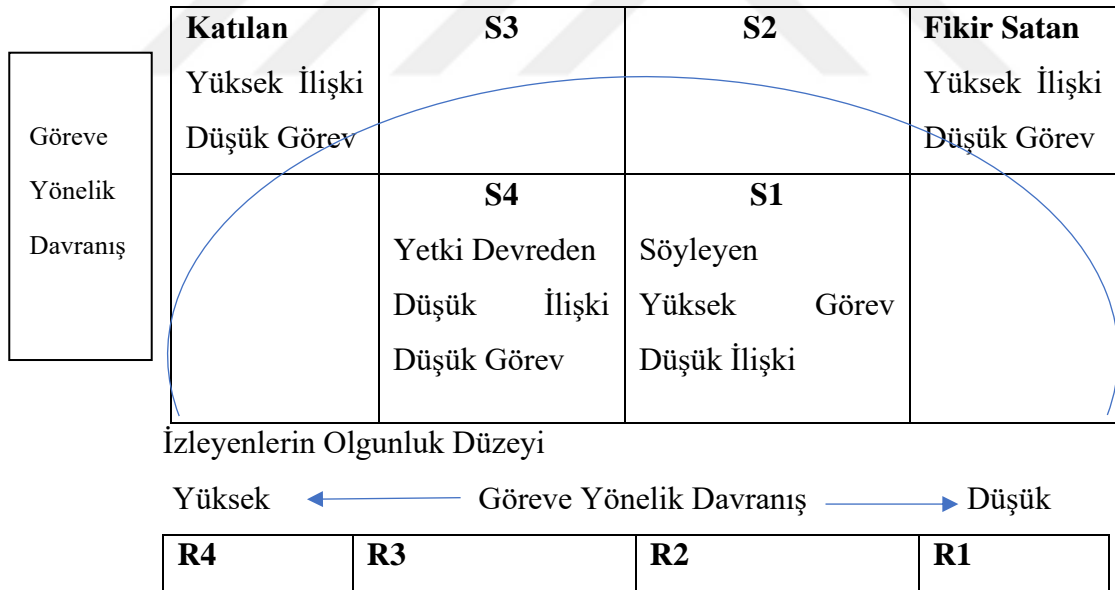 Göreve
Yönelik
Davranış
Katılan
Yüksek İlişki
Düşük Görev
S3
S2
Fikir Satan
Yüksek İlişki
Düşük Görev
S4
Yetki Devreden
Düşük İlişki
Düşük Görev
S1
Söyleyen
Yüksek Görev
Düşük İlişki
İzleyenlerin Olgunluk Düzeyi
Yüksek Göreve Yönelik Davranış Düşük
R4 R3 R2 R1